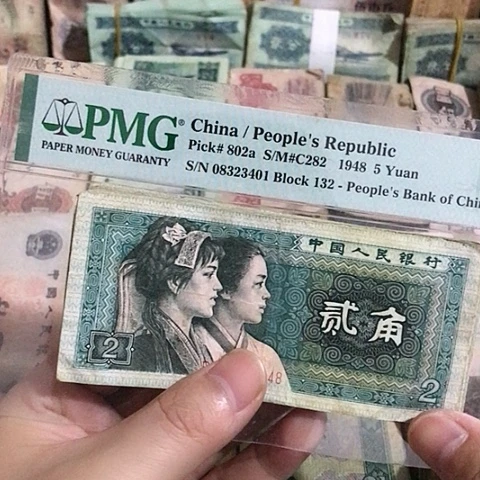 PMG® China / People's Republic
PAPER MONEY GUARANTY
Pick# 802a S/M#C282 1948 5 Yuan
S/N 08323401 Block 132 - People's Bank of Chi
中国人民银行
贰角
2
2
48